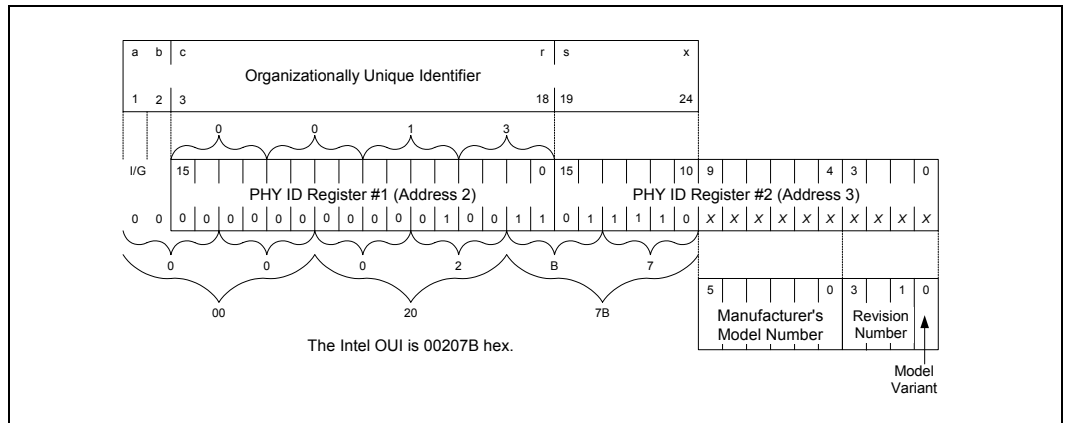 a b c r s x
Organizationally Unique Identifier
1 2 3 18 19 24
0 0 1 3
I/G 15 0 15 10 9 4 3 0
PHY ID Register #1 (Address 2) PHY ID Register #2 (Address 3)
0 0 0 0 0 0 0 0 0 0 0 0 0 1 0 0 1 1 0 1 1 1 1 0 X X X X X X X X X X
0 0 0 2 B 7
5 0 3 1 0
00 20 7B
Manufacturer's Revision
Model Number Number
The Intel OUI is 00207B hex.
Model
Variant